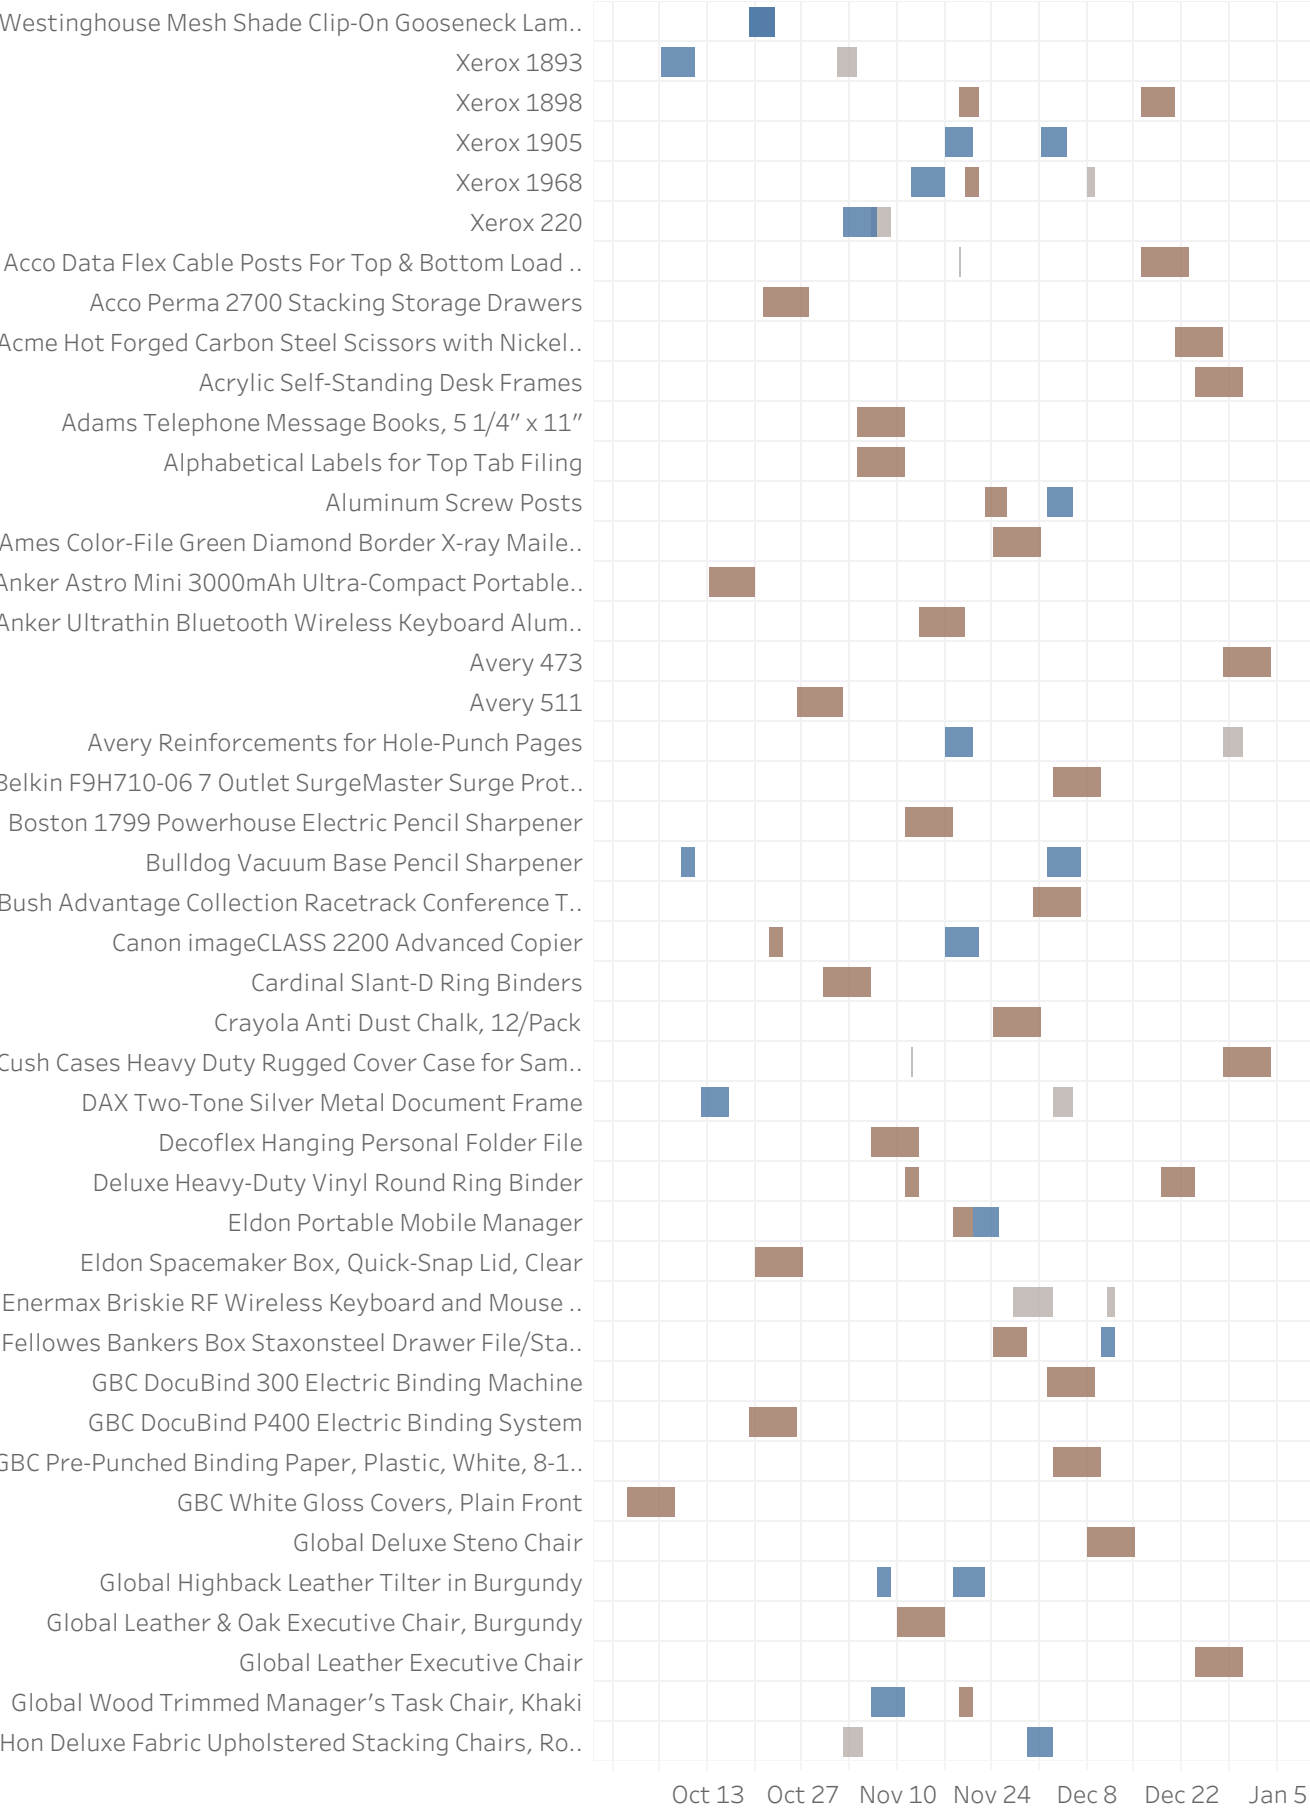 Westinghouse Mesh Shade Clip-On Gooseneck Lam..
Xerox 1893
Xerox 1898
Xerox 1905
Xerox 1968
Xerox 220
Acco Data Flex Cable Posts For Top & Bottom Load ..
Acco Perma 2700 Stacking Storage Drawers
Acme Hot Forged Carbon Steel Scissors with Nickel..
Acrylic Self-Standing Desk Frames
Adams Telephone Message Books, 5 1/4” x 11”
Alphabetical Labels for Top Tab Filing
Aluminum Screw Posts
Ames Color-File Green Diamond Border X-ray Maile..
Anker Astro Mini 3000mAh Ultra-Compact Portable..
Anker Ultrathin Bluetooth Wireless Keyboard Alum..
Avery 473
Avery 511
Avery Reinforcements for Hole-Punch Pages
Belkin F9H710-06 7 Outlet SurgeMaster Surge Prot..
Boston 1799 Powerhouse Electric Pencil Sharpener
Bulldog Vacuum Base Pencil Sharpener
Bush Advantage Collection Racetrack Conference T..
Canon imageCLASS 2200 Advanced Copier
Cardinal Slant-D Ring Binders
Crayola Anti Dust Chalk, 12/Pack
Cush Cases Heavy Duty Rugged Cover Case for Sam..
DAX Two-Tone Silver Metal Document Frame
Decoflex Hanging Personal Folder File
Deluxe Heavy-Duty Vinyl Round Ring Binder
Eldon Portable Mobile Manager
Eldon Spacemaker Box, Quick-Snap Lid, Clear
Enermax Briskie RF Wireless Keyboard and Mouse ..
Fellowes Bankers Box Staxonsteel Drawer File/Sta..
GBC DocuBind 300 Electric Binding Machine
GBC DocuBind P400 Electric Binding System
GBC Pre-Punched Binding Paper, Plastic, White, 8-1..
GBC White Gloss Covers, Plain Front
Global Deluxe Steno Chair
Global Highback Leather Tilter in Burgundy
Global Leather & Oak Executive Chair, Burgundy
Global Leather Executive Chair
Global Wood Trimmed Manager’s Task Chair, Khaki
Hon Deluxe Fabric Upholstered Stacking Chairs, Ro..
Oct 13 Oct 27 Nov 10 Nov 24 Dec 8 Dec 22 Jan 5